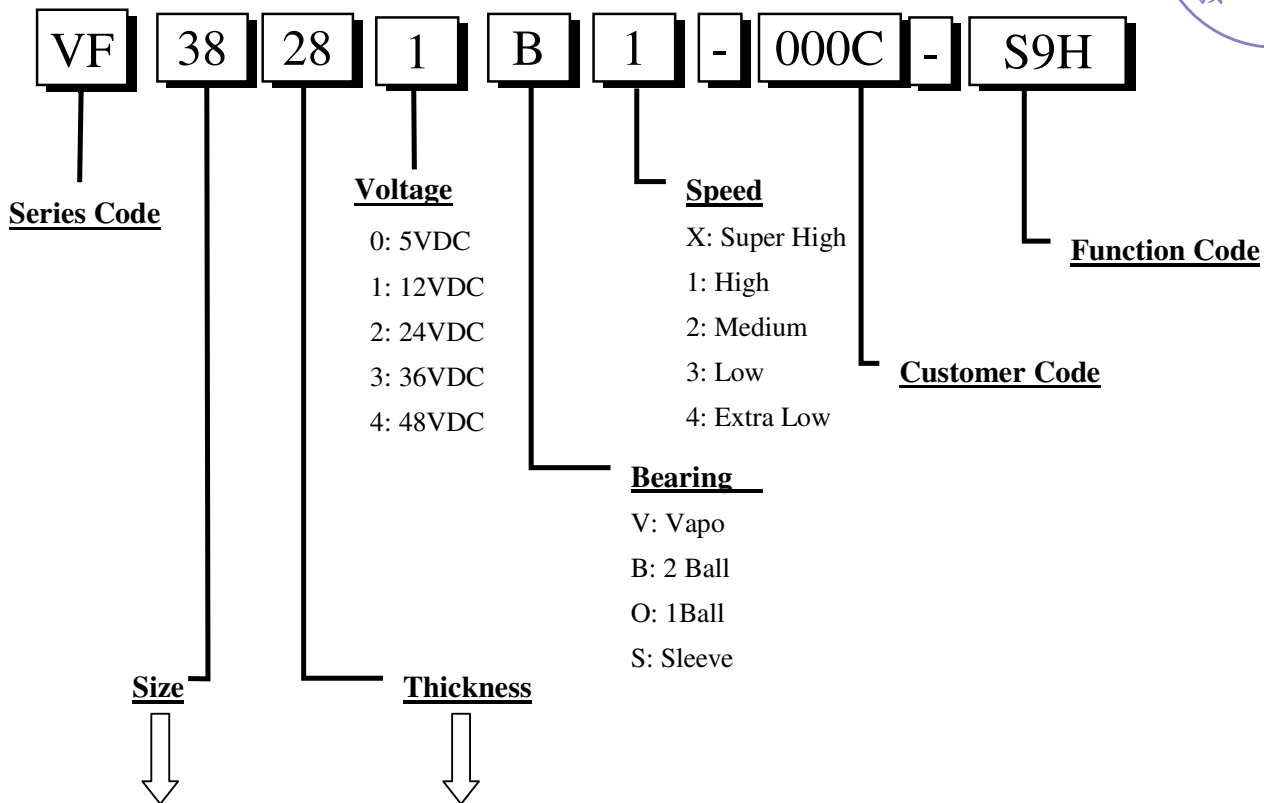 VF 38 28 1 B 1 - 000C - S9H
Series Code
Voltage
0: 5VDC
1: 12VDC
2: 24VDC
3: 36VDC
4: 48VDC
Speed
X: Super High
1: High
2: Medium
3: Low
4: Extra Low
Function Code
Customer Code
Bearing
V: Vapo
B: 2 Ball
O: 1Ball
S: Sleeve
Size
Thickness